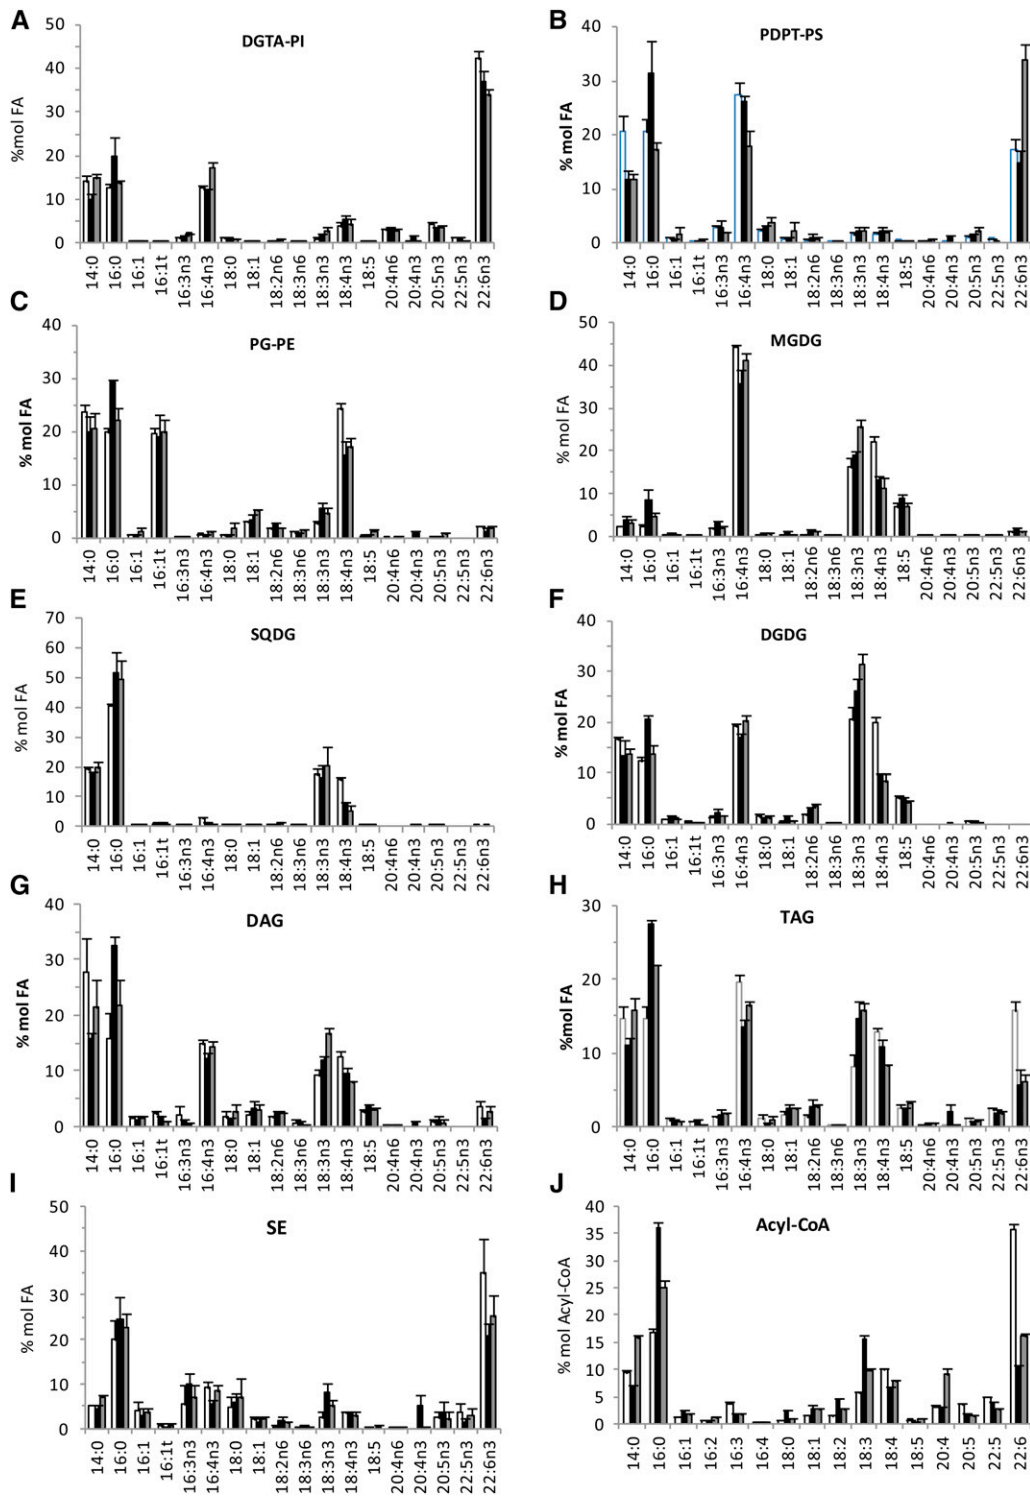 A
DGTA-PI
%mol FA
50
40
30
20
10
0
14:0
16:0
16:1
16:1t
16:3n3
16:4n3
18:0
18:1
18:2n6
18:3n6
18:3n3
18:4n3
18:5
20:4n6
20:4n3
20:5n3
22:5n3
22:6n3
B
PDPT-PS
% mol FA
40
30
20
10
0
14:0
16:0
16:1
16:1t
16:3n3
16:4n3
18:0
18:1
18:2n6
18:3n6
18:3n3
18:4n3
18:5
20:4n6
20:4n3
20:5n3
22:5n3
22:6n3
C
PG-PE
% mol FA
40
30
20
10
0
14:0
16:0
16:1
16:1t
16:3n3
16:4n3
18:0
18:1
18:2n6
18:3n6
18:3n3
18:4n3
18:5
20:4n6
20:4n3
20:5n3
22:5n3
22:6n3
D
MGDG
% mol FA
50
40
30
20
10
0
14:0
16:0
16:1
16:1t
16:3n3
16:4n3
18:0
18:1
18:2n6
18:3n6
18:3n3
18:4n3
18:5
20:4n6
20:4n3
20:5n3
22:5n3
22:6n3
E
SQDG
% mol FA
70
60
50
40
30
20
10
0
14:0
16:0
16:1
16:1t
16:3n3
16:4n3
18:0
18:1
18:2n6
18:3n6
18:3n3
18:4n3
18:5
20:4n6
20:4n3
20:5n3
22:5n3
22:6n3
F
DGDG
% mol FA
40
30
20
10
0
14:0
16:0
16:1
16:1t
16:3n3
16:4n3
18:0
18:1
18:2n6
18:3n6
18:3n3
18:4n3
18:5
20:4n6
20:4n3
20:5n3
22:5n3
22:6n3
G
DAG
% mol FA
40
30
20
10
0
14:0
16:0
16:1
16:1t
16:3n3
16:4n3
18:0
18:1
18:2n6
18:3n6
18:3n3
18:4n3
18:5
20:4n6
20:4n3
20:5n3
22:5n3
22:6n3
H
TAG
%mol FA
30
20
10
0
14:0
16:0
16:1
16:1t
16:3n3
16:4n3
18:0
18:1
18:2n6
18:3n6
18:3n3
18:4n3
18:5
20:4n6
20:4n3
20:5n3
22:5n3
22:6n3
I
SE
% mol FA
50
40
30
20
10
0
14:0
16:0
16:1
16:1t
16:3n3
16:4n3
18:0
18:1
18:2n6
18:3n6
18:3n3
18:4n3
18:5
20:4n6
20:4n3
20:5n3
22:5n3
22:6n3
J
Acyl-CoA
% mol Acyl-CoA
40
35
30
25
20
15
10
5
0
14:0
16:0
16:1
16:2
16:3
16:4
18:0
18:1
18:2
18:3
18:4
18:5
20:4
20:5
22:5
22:6